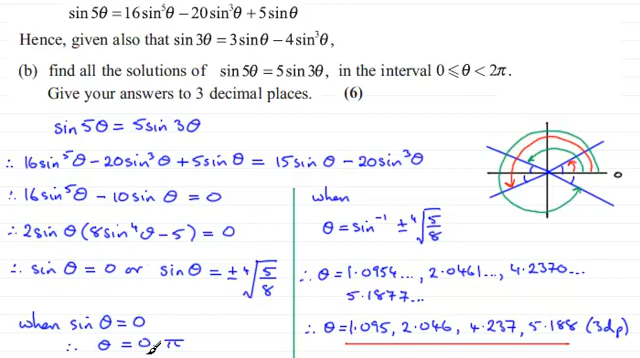 sin 5θ = 16 sin⁵θ − 20 sin³θ + 5 sin θ
Hence, given also that sin 3θ = 3 sin θ − 4 sin³θ,
(b) find all the solutions of sin 5θ = 5 sin 3θ, in the interval 0 ⩽ θ < 2π.
Give your answers to 3 decimal places. (6)
sin 5θ = 5 sin 3θ
∴ 16 sin⁵θ − 20 sin³θ + 5 sin θ = 15 sin θ − 20 sin³θ
∴ 16 sin⁵θ − 10 sin θ = 0
∴ 2 sin θ (8 sin⁴θ − 5) = 0
∴ sin θ = 0 or sin θ = ± ⁴√(5/8)
when sin θ = 0
∴ θ = 0, π
when
θ = sin⁻¹ ± ⁴√(5/8)
∴ θ = 1.0954..., 2.0461..., 4.2370...
5.1877...
∴ θ = 1.095, 2.046, 4.237, 5.188 (3dp)
0